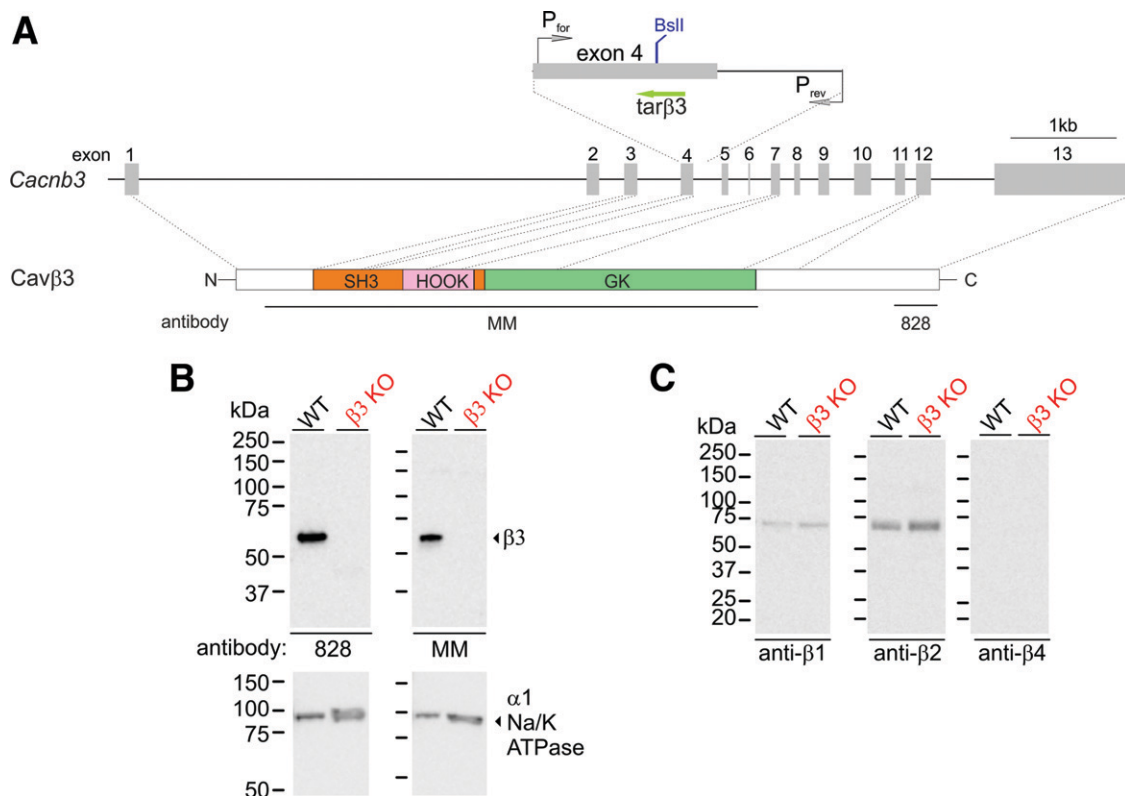 A
P for
BslI
exon 4
P rev
tarβ3
1kb
exon 1 2 3 4 5 6 7 8 9 10 11 12 13
Cacnb3
Cavβ3 N SH3 HOOK GK C
antibody MM 828
B
kDa WT β3 KO WT β3 KO
250
150
100
75
β3
50
37
antibody: 828 MM
150
100
75
50
α1
Na/K
ATPase
C
kDa WT β3 KO WT β3 KO WT β3 KO
250
150
100
75
50
37
25
20
anti-β1 anti-β2 anti-β4